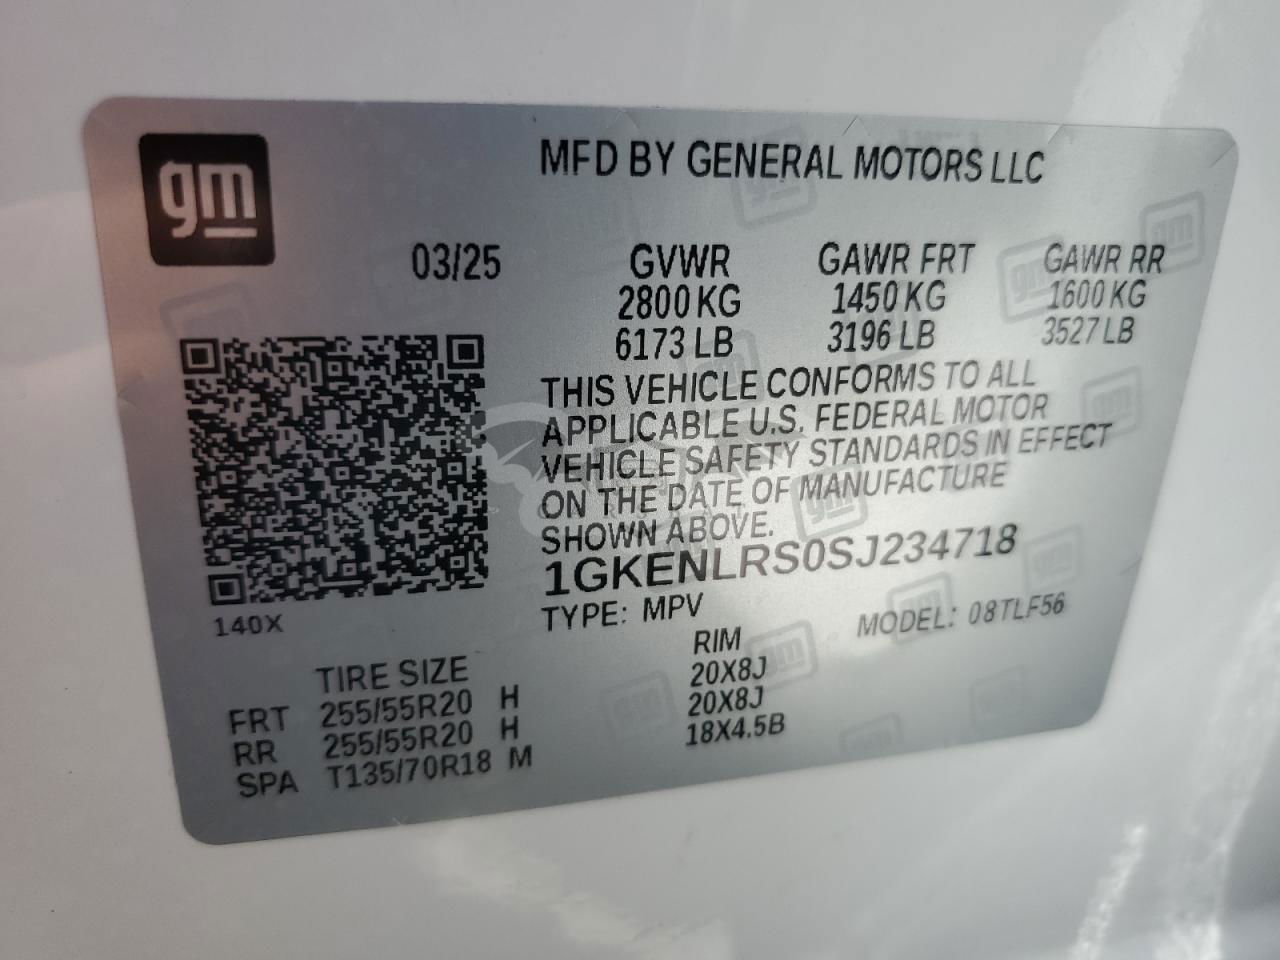 gm
MFD BY GENERAL MOTORS LLC
03/25 GVWR GAWR FRT GAWR RR
2800 KG 1450 KG 1600 KG
6173 LB 3196 LB 3527 LB
THIS VEHICLE CONFORMS TO ALL
APPLICABLE U.S. FEDERAL MOTOR
VEHICLE SAFETY STANDARDS IN EFFECT
ON THE DATE OF MANUFACTURE
SHOWN ABOVE.
1GKENLRS0SJ234718
TYPE: MPV MODEL: 08TLF56
140X
TIRE SIZE RIM
FRT 255/55R20 H 20X8J
RR 255/55R20 H 20X8J
SPA T135/70R18 M 18X4.5B